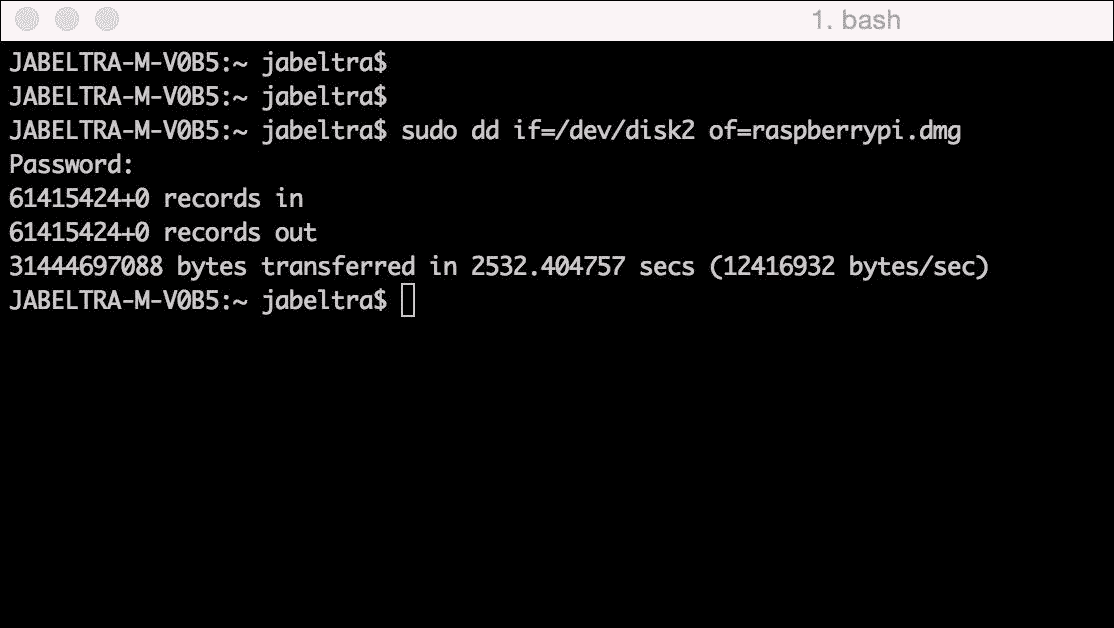 1. bash
JABELTRA-M-V0B5:~ jabeltra$
JABELTRA-M-V0B5:~ jabeltra$
JABELTRA-M-V0B5:~ jabeltra$ sudo dd if=/dev/disk2 of=raspberrypi.dmg
Password:
61415424+0 records in
61415424+0 records out
31444697088 bytes transferred in 2532.404757 secs (12416932 bytes/sec)
JABELTRA-M-V0B5:~ jabeltra$